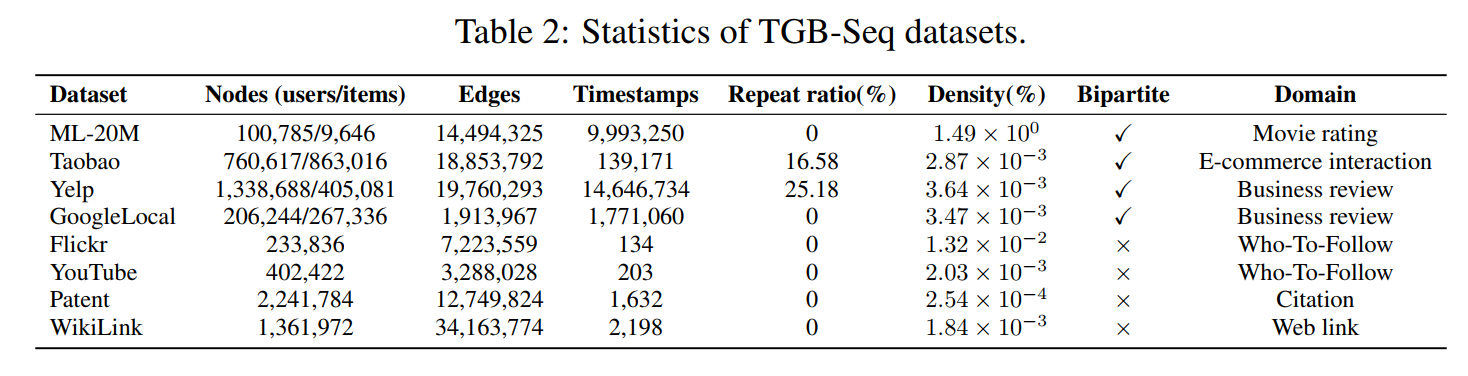 Table 2: Statistics of TGB-Seq datasets.
Dataset Nodes (users/items) Edges Timestamps Repeat ratio(%) Density(%) Bipartite Domain
ML-20M 100,785/9,646 14,494,325 9,993,250 0 1.49 × 10⁰ ✓ Movie rating
Taobao 760,617/863,016 18,853,792 139,171 16.58 2.87 × 10⁻³ ✓ E-commerce interaction
Yelp 1,338,688/405,081 19,760,293 14,646,734 25.18 3.64 × 10⁻³ ✓ Business review
GoogleLocal 206,244/267,336 1,913,967 1,771,060 0 3.47 × 10⁻³ ✓ Business review
Flickr 233,836 7,223,559 134 0 1.32 × 10⁻² × Who-To-Follow
YouTube 402,422 3,288,028 203 0 2.03 × 10⁻³ × Who-To-Follow
Patent 2,241,784 12,749,824 1,632 0 2.54 × 10⁻⁴ × Citation
WikiLink 1,361,972 34,163,774 2,198 0 1.84 × 10⁻³ × Web link